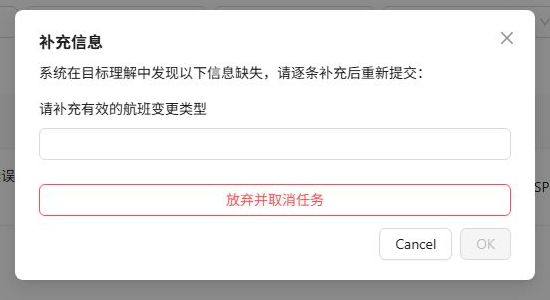 补充信息
系统在目标理解中发现以下信息缺失，请逐条补充后重新提交：
请补充有效的航班变更类型
误
SP
放弃并取消任务
Cancel
OK